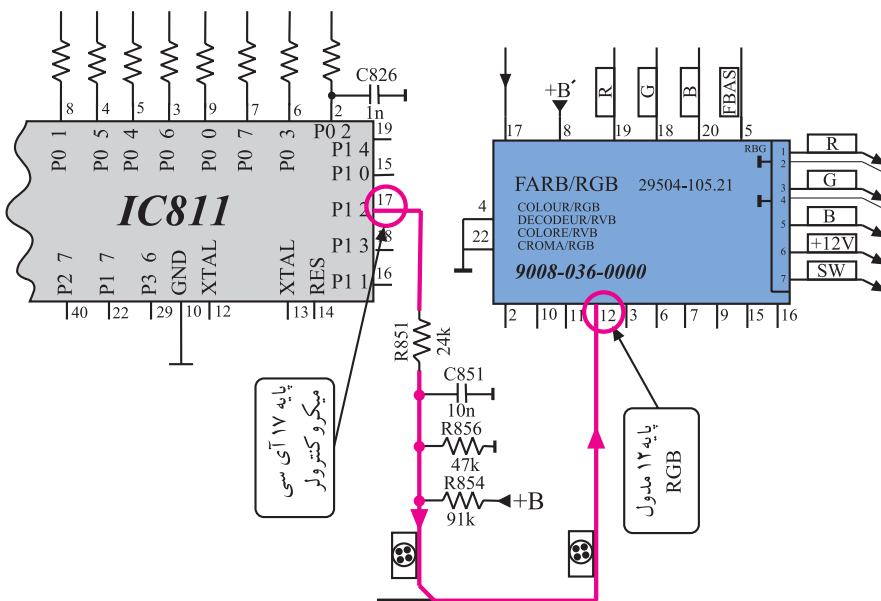 C826
1n
8
4
5
3
9
7
6
2
P0 1
P0 5
P0 4
P0 6
P0 0
P0 7
P0 3
P0 2
19
P1 4
15
P1 0
17
P1 2
18
P1 3
16
P1 1
IC811
P2 7
P1 7
P3 6
GND
XTAL
XTAL
RES
40
22
29
10
12
13
14
R851
24k
C851
10n
R856
47k
R854
91k
+B
پایه ۱۷ آی سی
میکرو کنترولر
+B´
R
G
B
FBAS
17
8
19
18
20
5
RBG
1
2
3
4
5
6
7
R
G
B
+12V
SW
FARB/RGB 29504-105.21
COLOUR/RGB
DECODEUR/RVB
COLORE/RVB
CROMA/RGB
9008-036-0000
4
22
2
10
11
12
3
6
7
9
15
16
پایه ۱۲ مدول
RGB